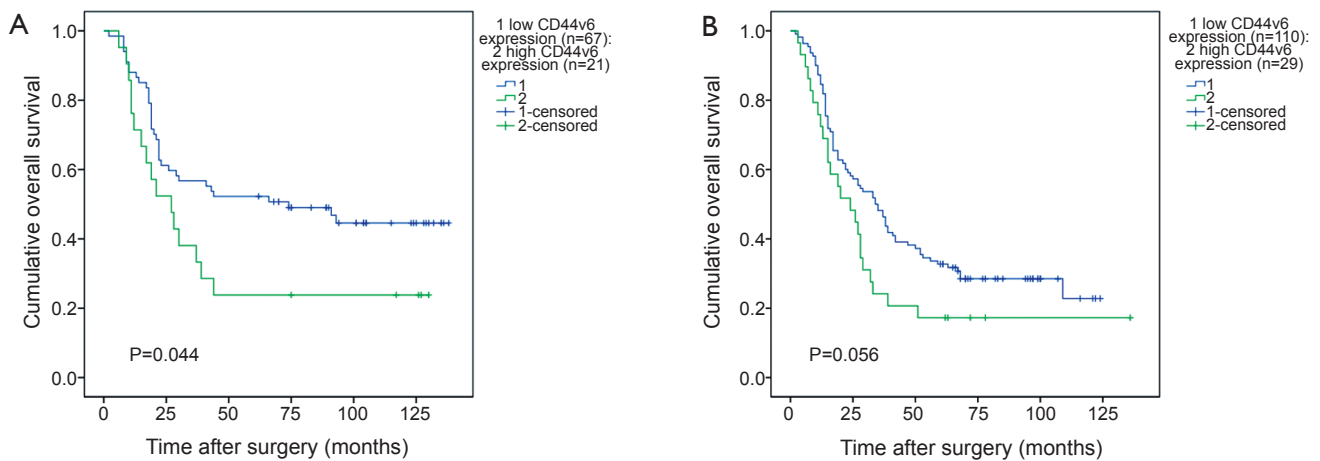 A
Cumulative overall survival
1.0
0.8
0.6
0.4
0.2
0.0
P=0.044
0 25 50 75 100 125
Time after surgery (months)
1 low CD44v6
expression (n=67):
2 high CD44v6
expression (n=21)
1
2
1-censored
2-censored
B
Cumulative overall survival
1.0
0.8
0.6
0.4
0.2
0.0
P=0.056
0 25 50 75 100 125
Time after surgery (months)
1 low CD44v6
expression (n=110):
2 high CD44v6
expression (n=29)
1
2
1-censored
2-censored